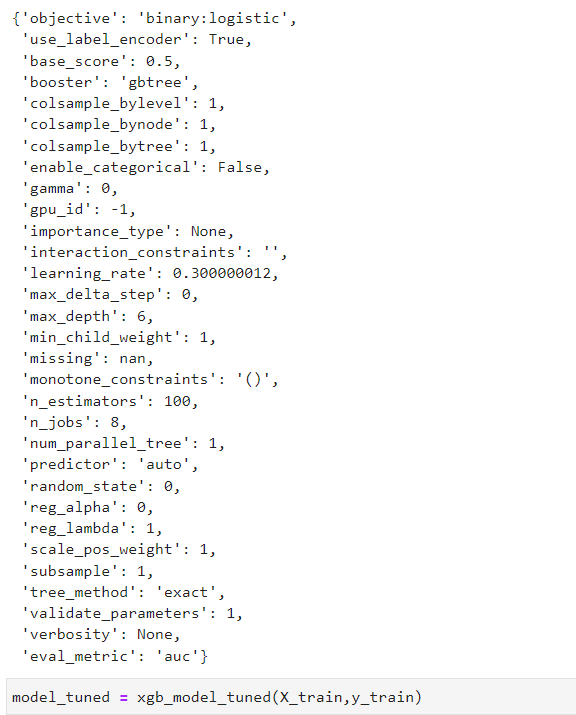 {'objective': 'binary:logistic',
'use_label_encoder': True,
'base_score': 0.5,
'booster': 'gbtree',
'colsample_bylevel': 1,
'colsample_bynode': 1,
'colsample_bytree': 1,
'enable_categorical': False,
'gamma': 0,
'gpu_id': -1,
'importance_type': None,
'interaction_constraints': '',
'learning_rate': 0.300000012,
'max_delta_step': 0,
'max_depth': 6,
'min_child_weight': 1,
'missing': nan,
'monotone_constraints': '()',
'n_estimators': 100,
'n_jobs': 8,
'num_parallel_tree': 1,
'predictor': 'auto',
'random_state': 0,
'reg_alpha': 0,
'reg_lambda': 1,
'scale_pos_weight': 1,
'subsample': 1,
'tree_method': 'exact',
'validate_parameters': 1,
'verbosity': None,
'eval_metric': 'auc'}
model_tuned = xgb_model_tuned(X_train,y_train)